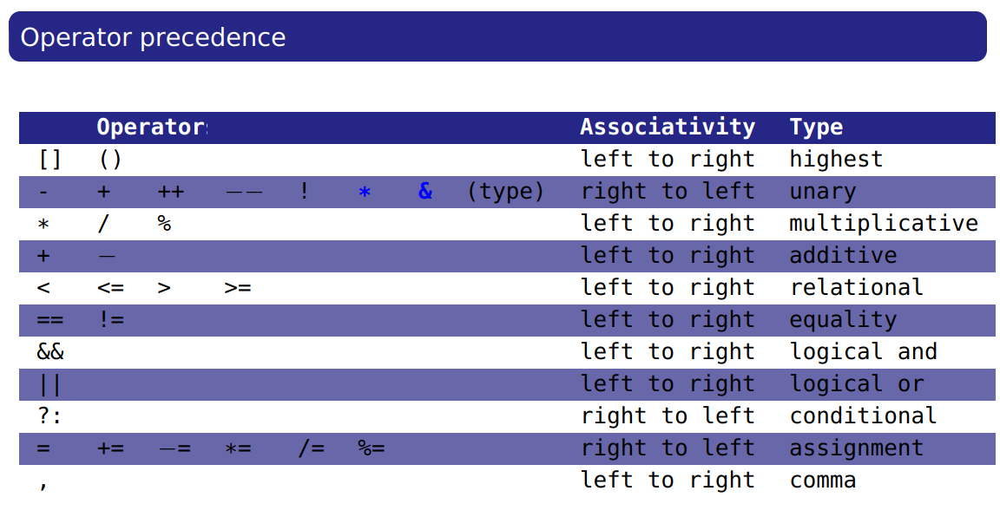 Operator precedence
Operators Associativity Type
[] () left to right highest
- + ++ −− ! * & (type) right to left unary
* / % left to right multiplicative
+ − left to right additive
< <= > >= left to right relational
== != left to right equality
&& left to right logical and
|| left to right logical or
?: right to left conditional
= += −= *= /= %= right to left assignment
, left to right comma